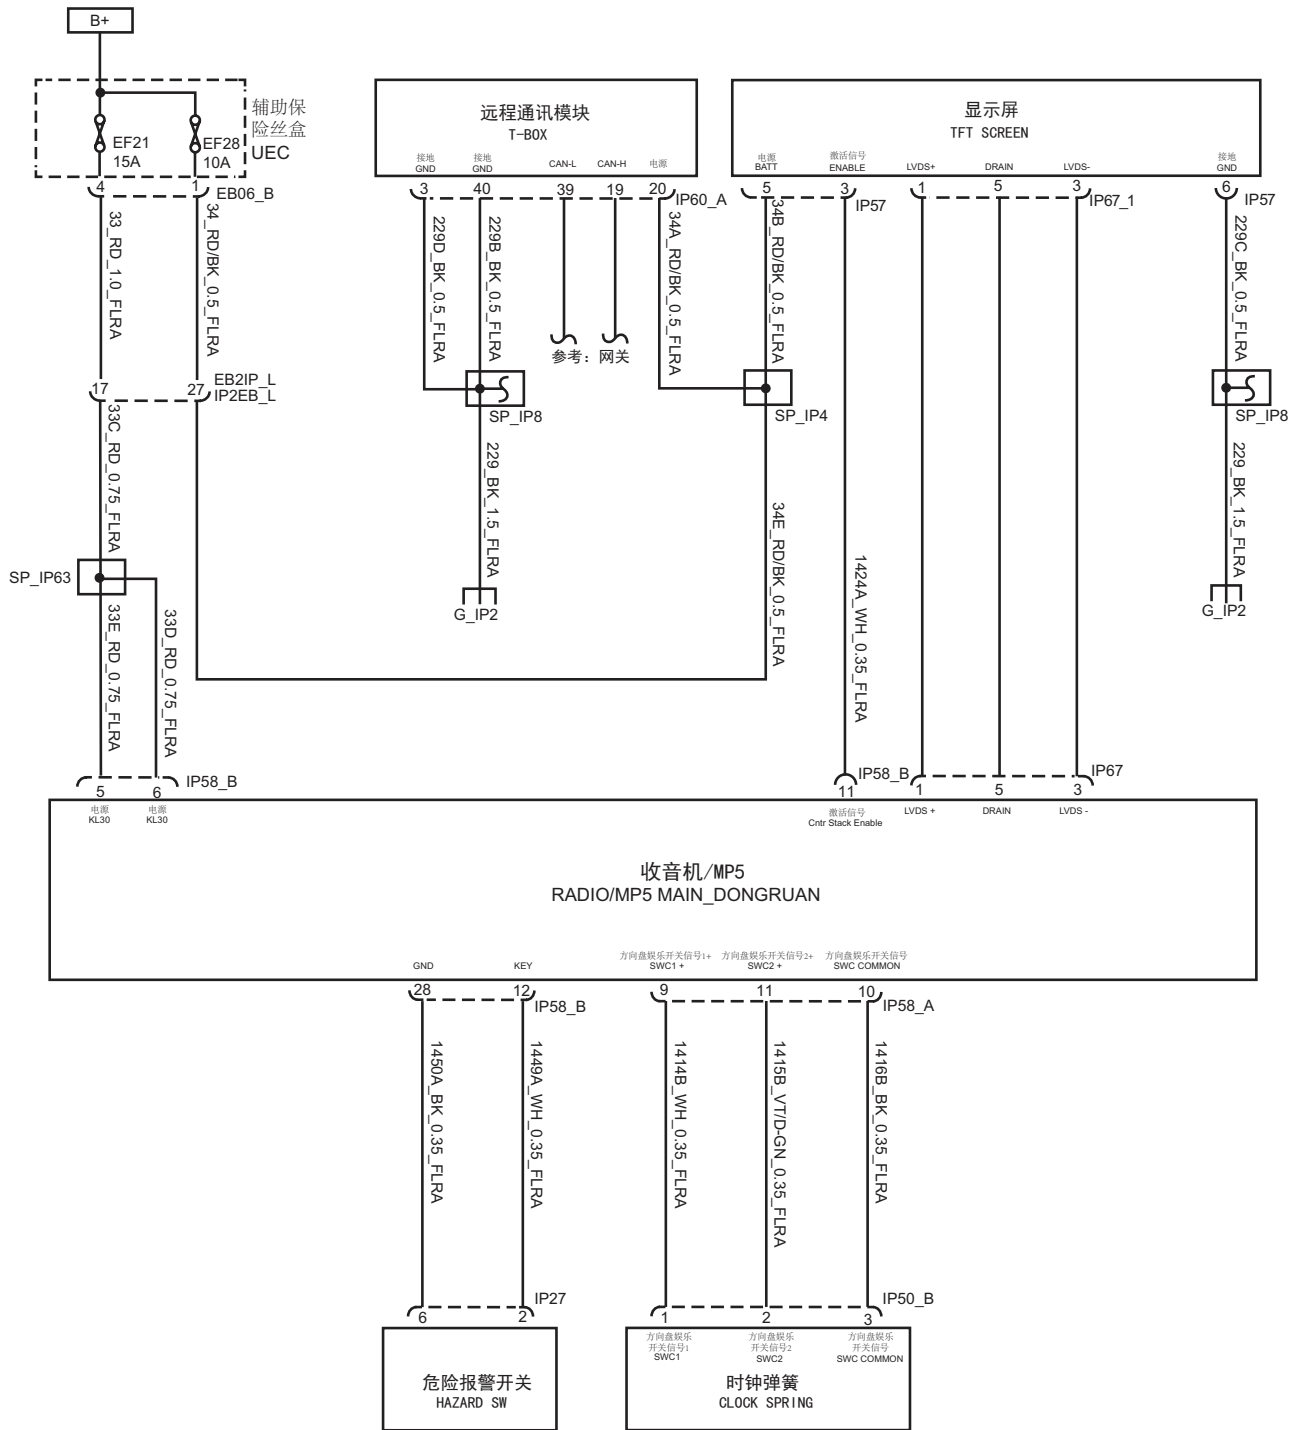 B+
辅助保
险丝盒
UEC
EF21
15A
EF28
10A
4
1
EB06_B
33_RD_1.0_FLRA
34_RD/BK_0.5_FLRA
17
27
EB2IP_L
IP2EB_L
33C_RD_0.75_FLRA
SP_IP63
33E_RD_0.75_FLRA
33D_RD_0.75_FLRA
远程通讯模块
T-BOX
接地
GND
接地
GND
CAN-L
CAN-H
电源
3
40
39
19
20
IP60_A
229D_BK_0.5_FLRA
229B_BK_0.5_FLRA
34A_RD/BK_0.5_FLRA
参考：网关
SP_IP8
229_BK_1.5_FLRA
G_IP2
显示屏
TFT SCREEN
电源
BATT
激活信号
ENABLE
LVDS+
DRAIN
LVDS-
接地
GND
5
3
IP57
1
5
3
IP67_1
6
IP57
34B_RD/BK_0.5_FLRA
SP_IP4
34E_RD/BK_0.5_FLRA
1424A_WH_0.35_FLRA
229C_BK_0.5_FLRA
SP_IP8
229_BK_1.5_FLRA
G_IP2
5
6
IP58_B
11
IP58_B
1
5
3
IP67
电源
KL30
电源
KL30
激活信号
Cntr Stack Enable
LVDS +
DRAIN
LVDS -
收音机/MP5
RADIO/MP5 MAIN_DONGRUAN
GND
KEY
方向盘娱乐开关信号1+
SWC1 +
方向盘娱乐开关信号2+
SWC2 +
方向盘娱乐开关信号
SWC COMMON
28
12
IP58_B
9
11
10
IP58_A
1450A_BK_0.35_FLRA
1449A_WH_0.35_FLRA
1414B_WH_0.35_FLRA
1415B_VT/D-GN_0.35_FLRA
1416B_BK_0.35_FLRA
6
2
IP27
1
2
3
IP50_B
危险报警开关
HAZARD SW
方向盘娱乐
开关信号1
SWC1
方向盘娱乐
开关信号2
SWC2
方向盘娱乐
开关信号
SWC COMMON
时钟弹簧
CLOCK SPRING